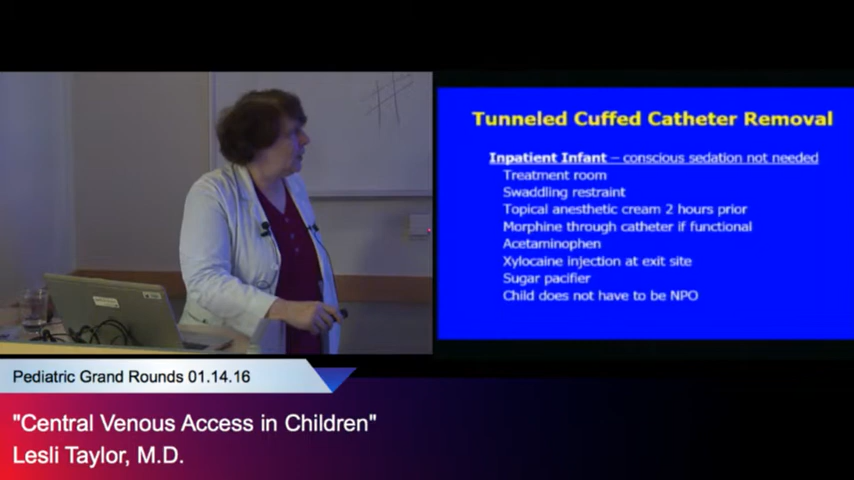 Tunneled Cuffed Catheter Removal
Inpatient Infant – conscious sedation not needed
Treatment room
Swaddling restraint
Topical anesthetic cream 2 hours prior
Morphine through catheter if functional
Acetaminophen
Xylocaine injection at exit site
Sugar pacifier
Child does not have to be NPO
Pediatric Grand Rounds 01.14.16
"Central Venous Access in Children"
Lesli Taylor, M.D.